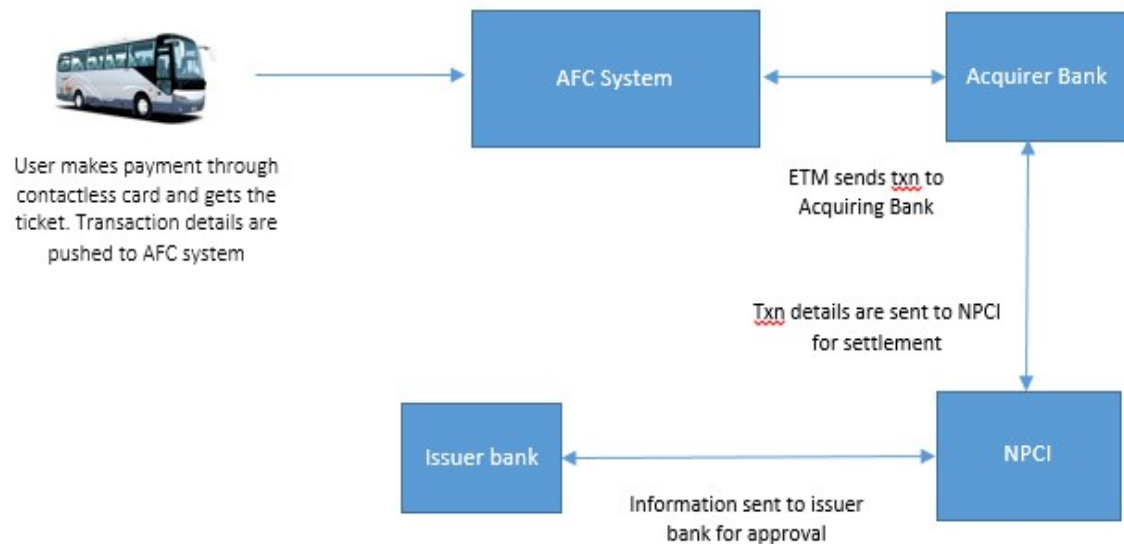 AFC System
Acquirer Bank
User makes payment through
contactless card and gets the
ticket. Transaction details are
pushed to AFC system
ETM sends txn to
Acquiring Bank
Txn details are sent to NPCI
for settlement
Issuer bank
NPCI
Information sent to issuer
bank for approval